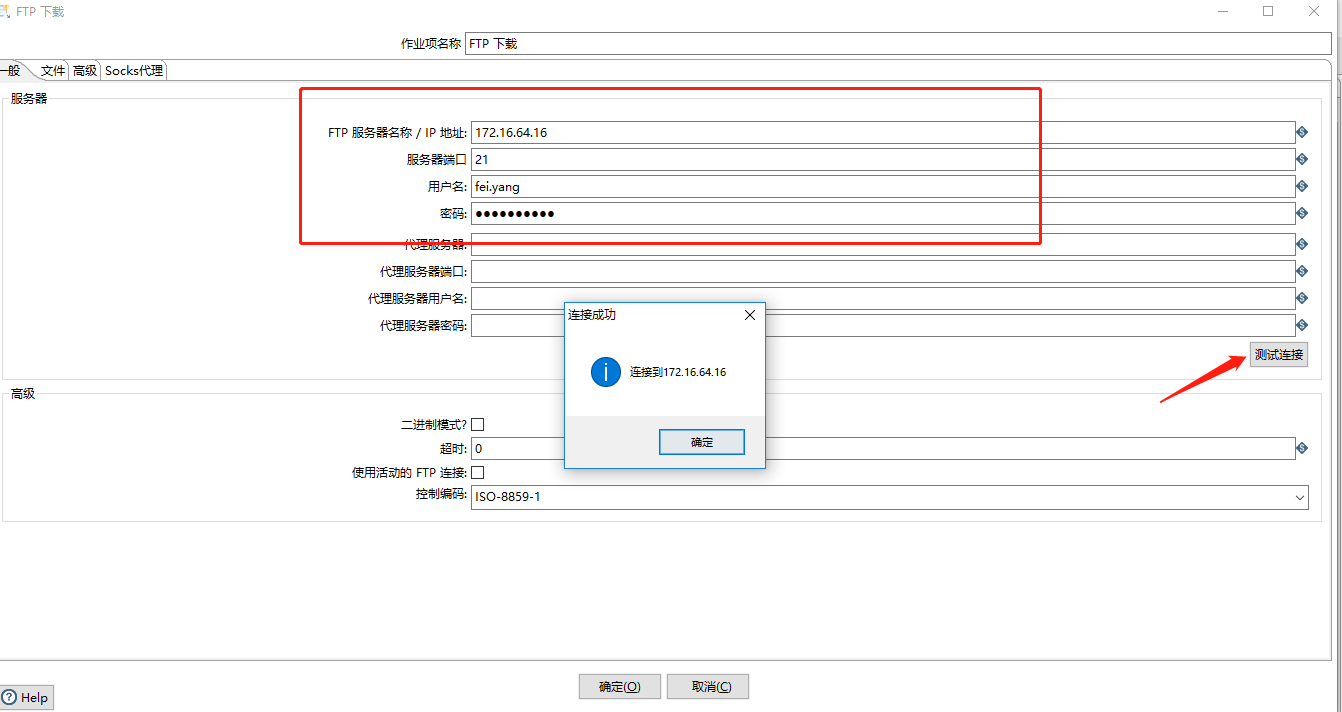 FTP 下载
作业项名称 FTP 下载
一般 文件 高级 Socks代理
服务器
FTP 服务器名称 / IP 地址: 172.16.64.16
服务器端口 21
用户名: fei.yang
密码: ●●●●●●●●●●
代理服务器:
代理服务器端口:
代理服务器用户名:
代理服务器密码:
连接成功
连接到172.16.64.16
确定
测试连接
高级
二进制模式?
超时: 0
使用活动的 FTP 连接:
控制编码: ISO-8859-1
确定(O) 取消(C)
Help